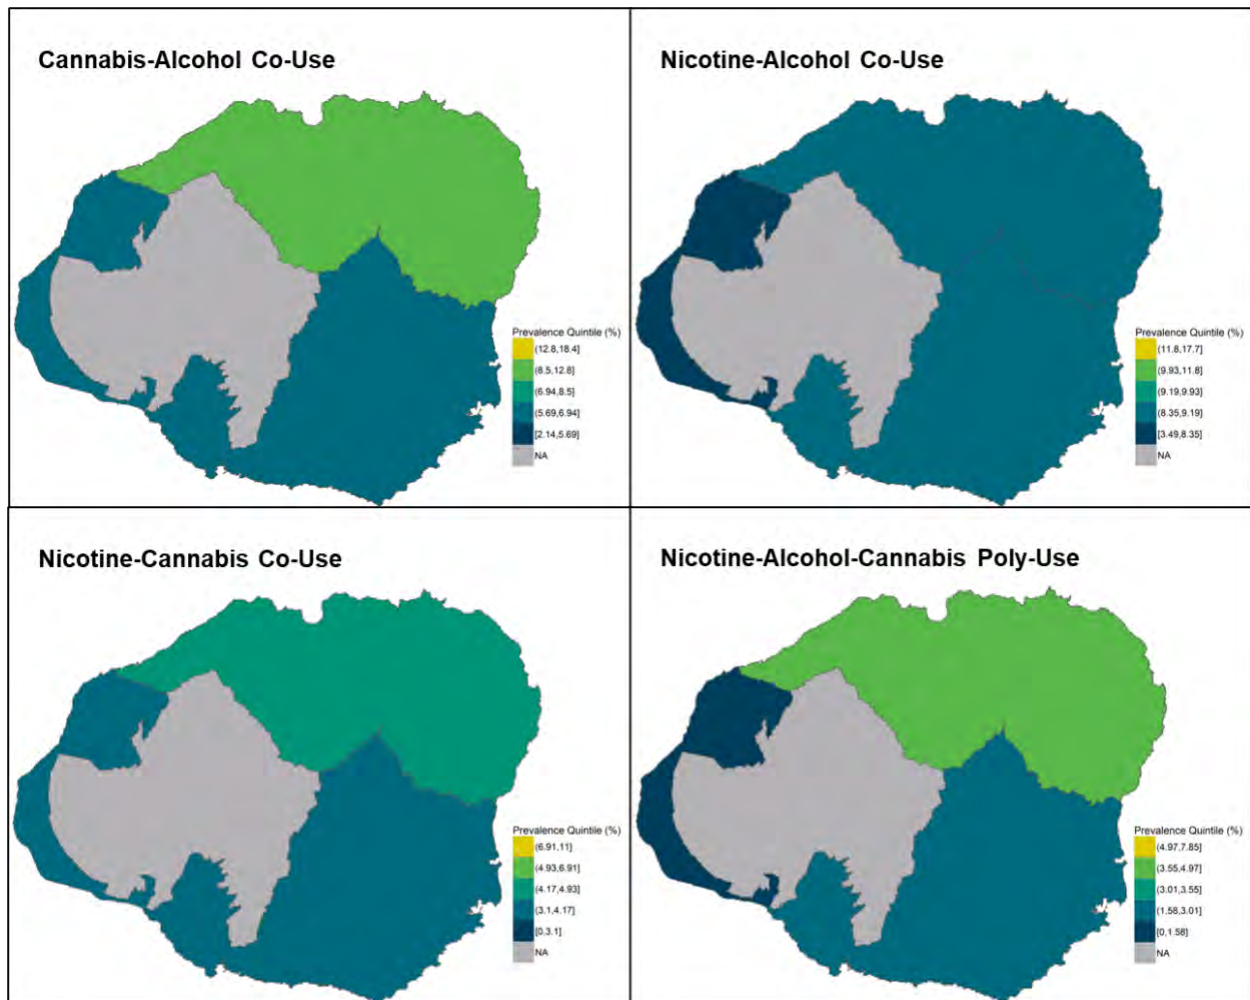 Cannabis-Alcohol Co-Use
Prevalence Quintile (%)
(12.8,18.4]
(8.5,12.8]
(6.94,8.5]
(5.69,6.94]
[2.14,5.69]
NA
Nicotine-Alcohol Co-Use
Prevalence Quintile (%)
(11.8,17.7]
(9.93,11.8]
(9.19,9.93]
(8.35,9.19]
[3.49,8.35]
NA
Nicotine-Cannabis Co-Use
Prevalence Quintile (%)
(6.91,11]
(4.93,6.91]
(4.17,4.93]
(3.1,4.17]
[0,3.1]
NA
Nicotine-Alcohol-Cannabis Poly-Use
Prevalence Quintile (%)
(4.97,7.85]
(3.55,4.97]
(3.01,3.55]
(1.58,3.01]
[0,1.58]
NA